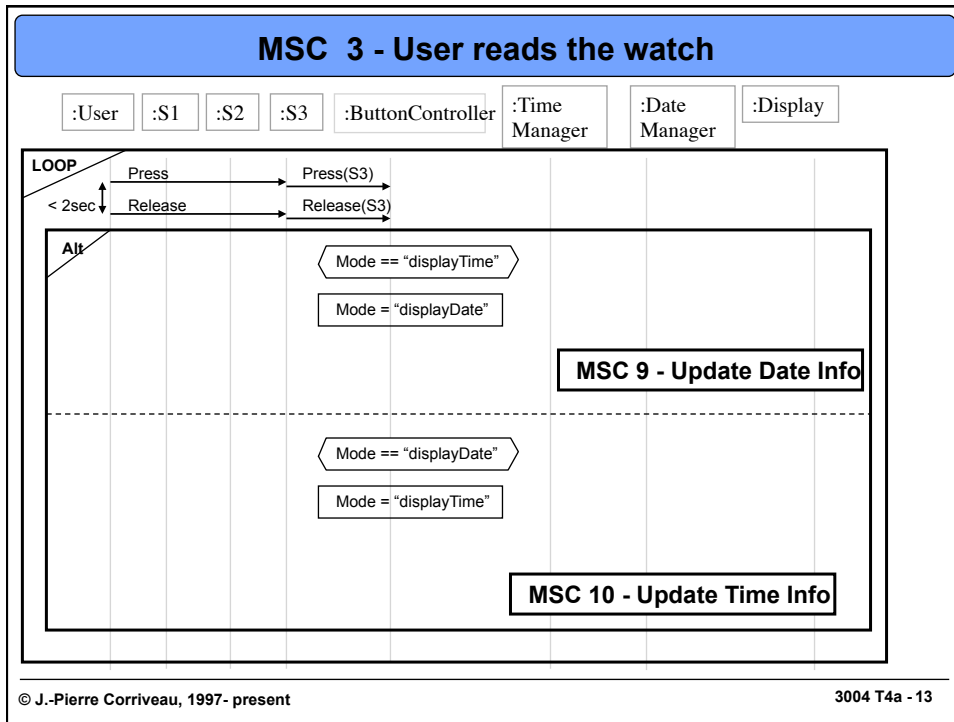 MSC 3 - User reads the watch
:User
:S1
:S2
:S3
:ButtonController
:Time
Manager
:Date
Manager
:Display
LOOP
Press
Press(S3)
< 2sec
Release
Release(S3)
Alt
Mode == “displayTime”
Mode = “displayDate”
MSC 9 - Update Date Info
Mode == “displayDate”
Mode = “displayTime”
MSC 10 - Update Time Info
© J.-Pierre Corriveau, 1997- present
3004 T4a - 13